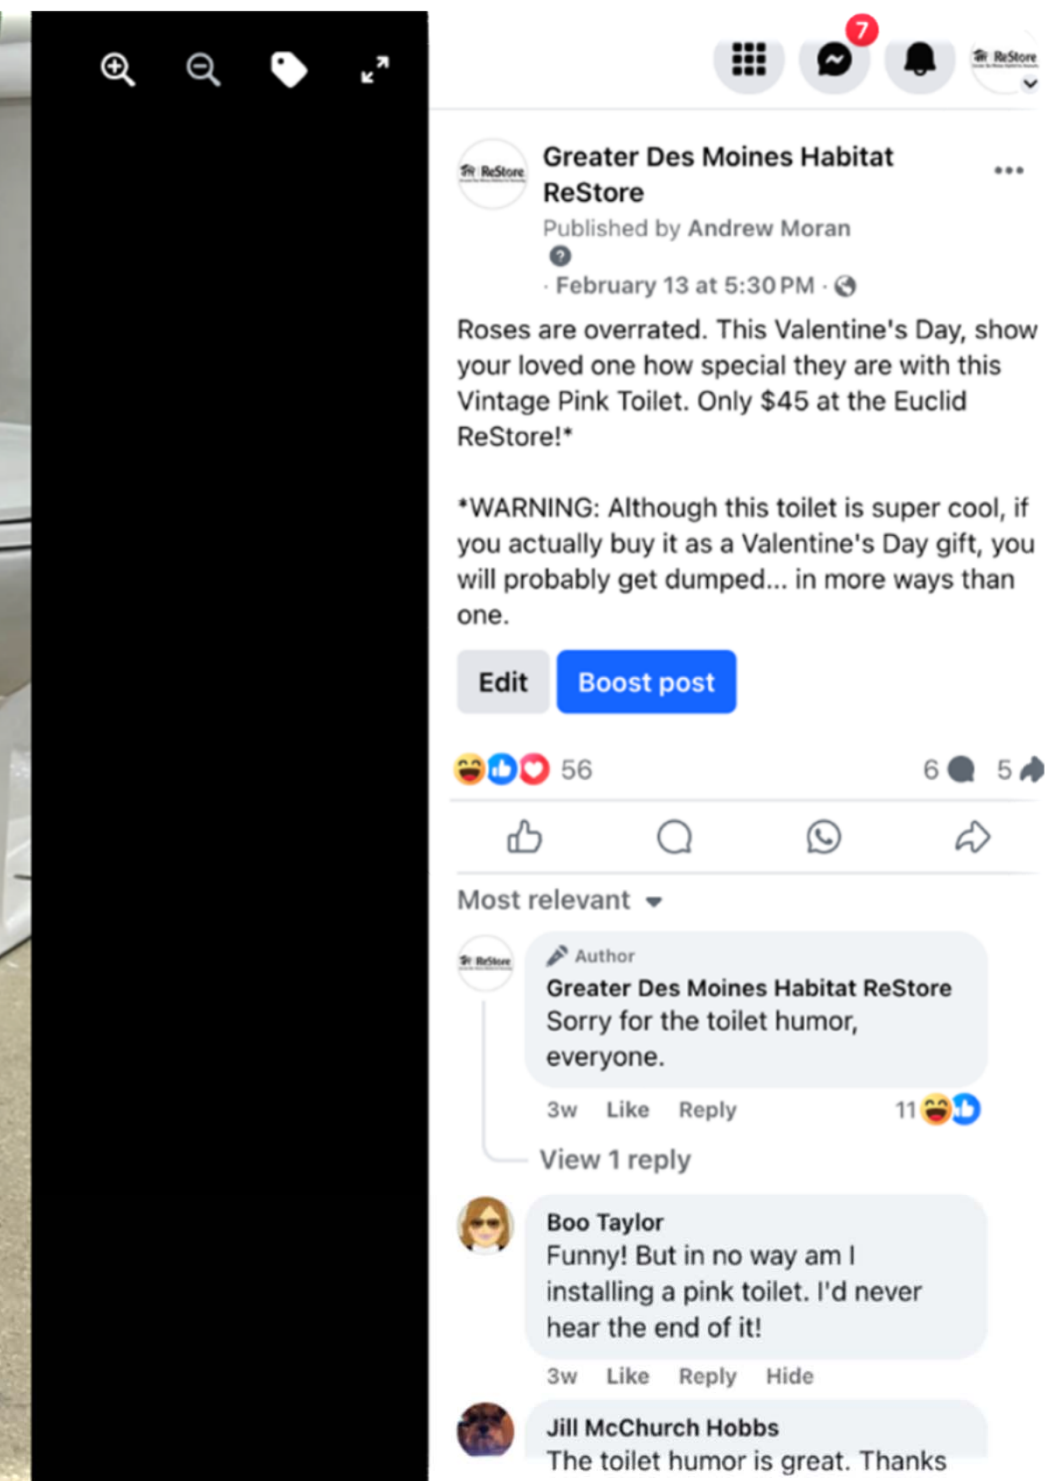 7
ReStore
Greater Des Moines Habitat
ReStore
ReStore
Published by Andrew Moran
?
· February 13 at 5:30 PM ·
Roses are overrated. This Valentine's Day, show
your loved one how special they are with this
Vintage Pink Toilet. Only $45 at the Euclid
ReStore!*
*WARNING: Although this toilet is super cool, if
you actually buy it as a Valentine's Day gift, you
will probably get dumped... in more ways than
one.
Edit Boost post
56 6 5
Most relevant
Author
ReStore
Greater Des Moines Habitat ReStore
Sorry for the toilet humor,
everyone.
3w Like Reply 11
View 1 reply
Boo Taylor
Funny! But in no way am I
installing a pink toilet. I'd never
hear the end of it!
3w Like Reply Hide
Jill McChurch Hobbs
The toilet humor is great. Thanks